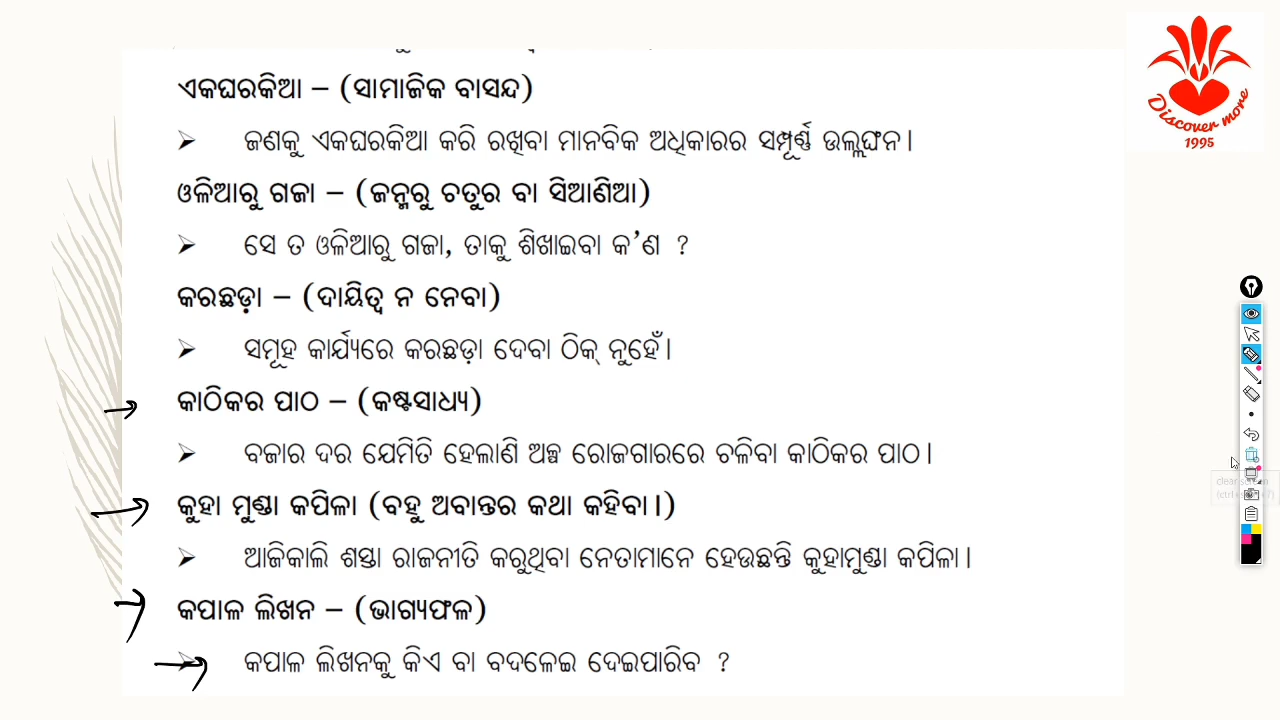 ଏକଘରକିଆ – (ସାମାଜିକ ବାସନ୍ଦ)
➢ ଜଣକୁ ଏକଘରକିଆ କରି ରଖିବା ମାନବିକ ଅଧିକାରର ସମ୍ପୂର୍ଣ୍ଣ ଉଲ୍ଲଙ୍ଘନ।
ଓଳିଆରୁ ଗଜା – (ଜନ୍ମରୁ ଚତୁର ବା ସିଆଣିଆ)
➢ ସେ ତ ଓଳିଆରୁ ଗଜା, ତାକୁ ଶିଖାଇବା କ’ଣ ?
କରଛଡ଼ା – (ଦାୟିତ୍ୱ ନ ନେବା)
➢ ସମୂହ କାର୍ଯ୍ୟରେ କରଛଡ଼ା ଦେବା ଠିକ୍ ନୁହେଁ।
କାଠିକର ପାଠ – (କଷ୍ଟସାଧ୍ୟ)
➢ ବଜାର ଦର ଯେମିତି ହେଲାଣି ଅଳ୍ପ ରୋଜଗାରରେ ଚଳିବା କାଠିକର ପାଠ।
କୁହା ମୁଣ୍ଡା କପିଳା (ବହୁ ଅବାନ୍ତର କଥା କହିବା।)
➢ ଆଜିକାଲି ଶସ୍ତା ରାଜନୀତି କରୁଥିବା ନେତାମାନେ ହେଉଛନ୍ତି କୁହାମୁଣ୍ଡା କପିଳା।
କପାଳ ଲିଖନ – (ଭାଗ୍ୟଫଳ)
➢ କପାଳ ଲିଖନକୁ କିଏ ବା ବଦଳେଇ ଦେଇପାରିବ ?
Discover more
1995
clear screen